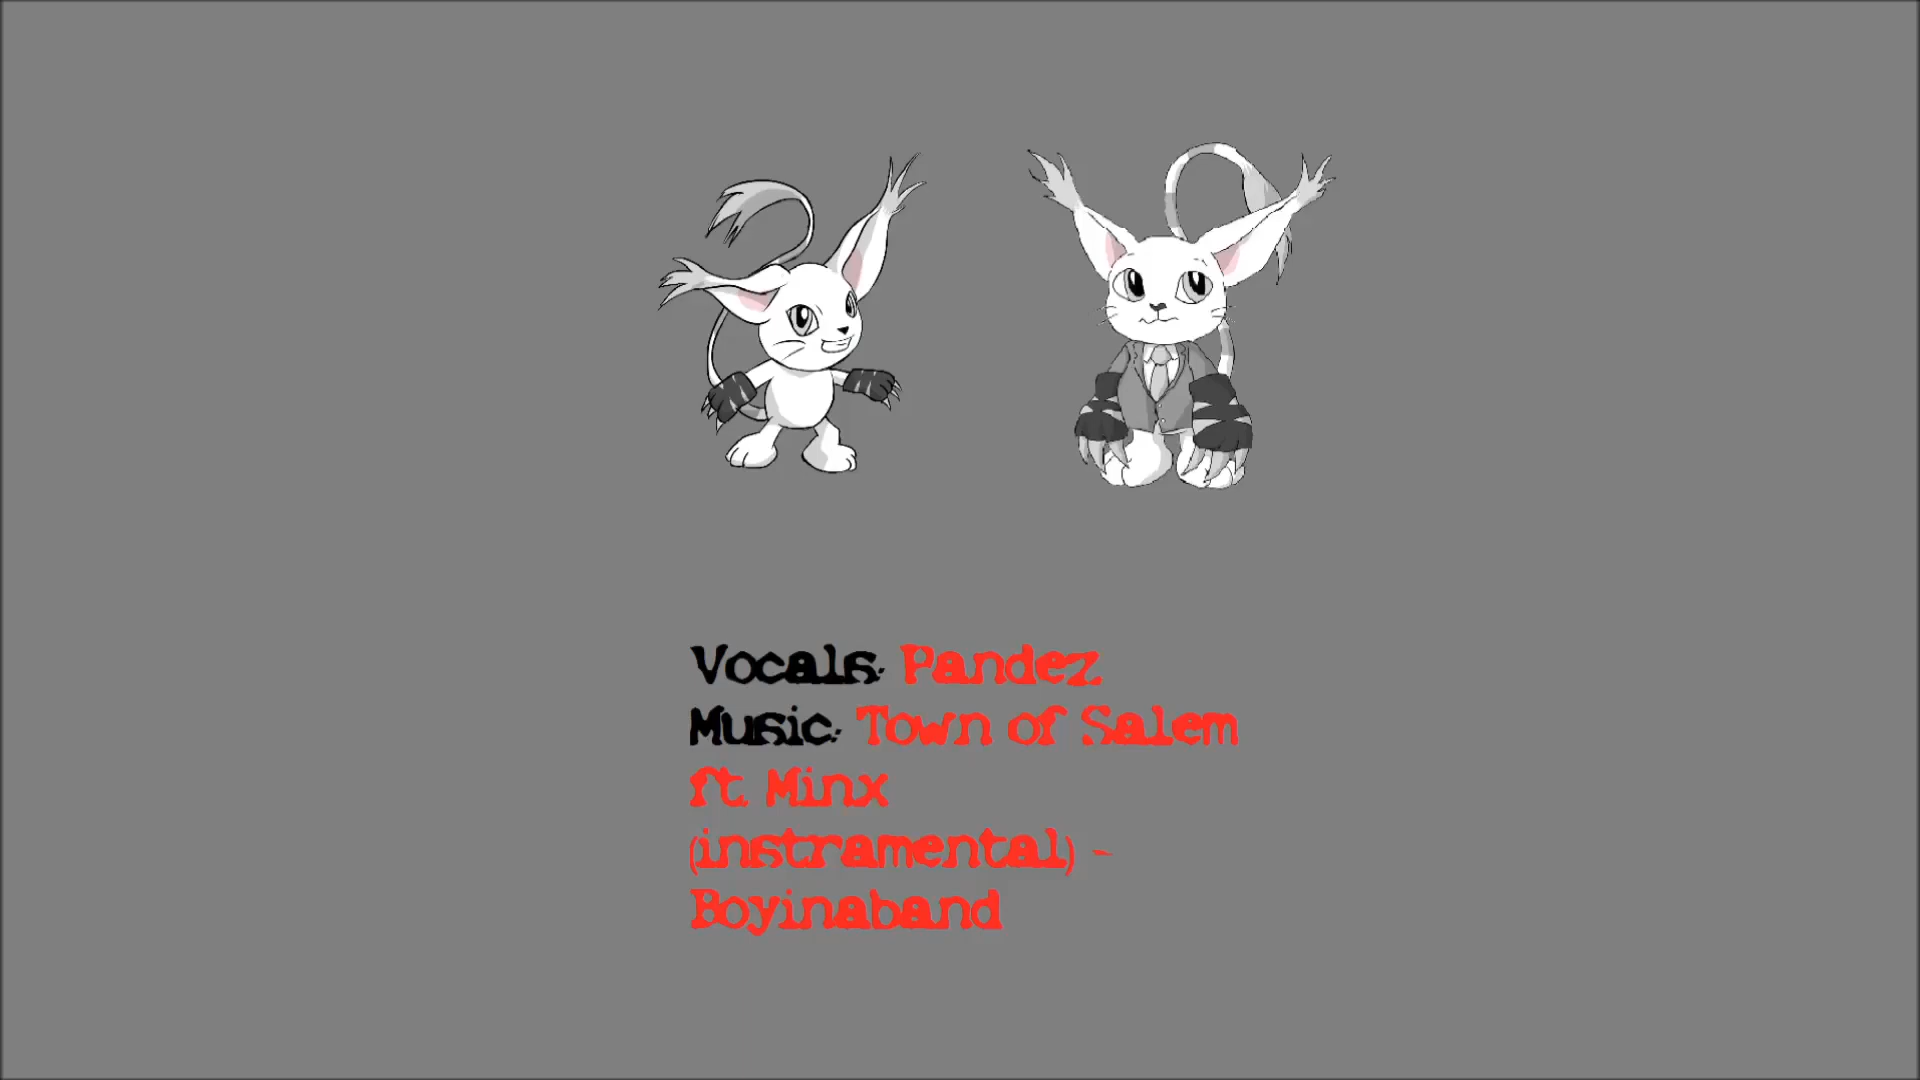 Vocals: Pandez
Music: Town of Salem
ft. Minx
(instramental) -
Boyinaband